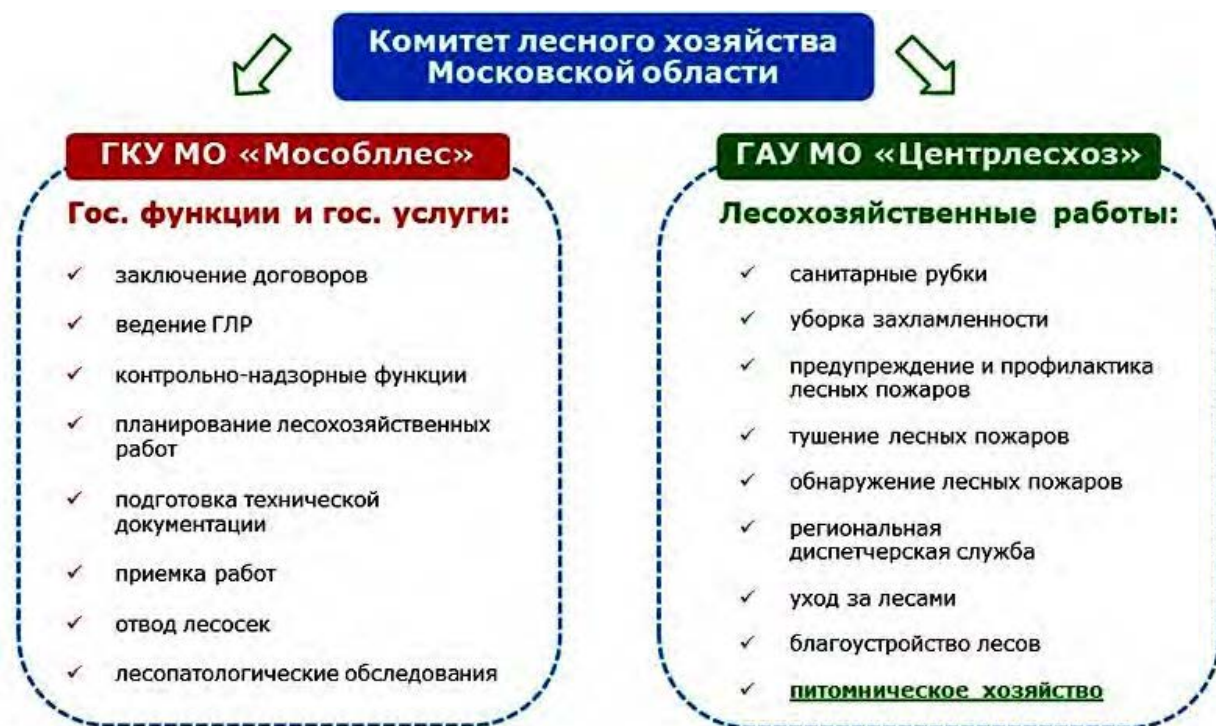 Комитет лесного хозяйства
Московской области
ГКУ МО «Мособллес»
Гос. функции и гос. услуги:
заключение договоров
ведение ГЛР
контрольно-надзорные функции
планирование лесохозяйственных
работ
подготовка технической
документации
приемка работ
отвод лесосек
лесопатологические обследования
ГАУ МО «Центрлесхоз»
Лесохозяйственные работы:
санитарные рубки
уборка захламленности
предупреждение и профилактика
лесных пожаров
тушение лесных пожаров
обнаружение лесных пожаров
региональная
диспетчерская служба
уход за лесами
благоустройство лесов
питомническое хозяйство